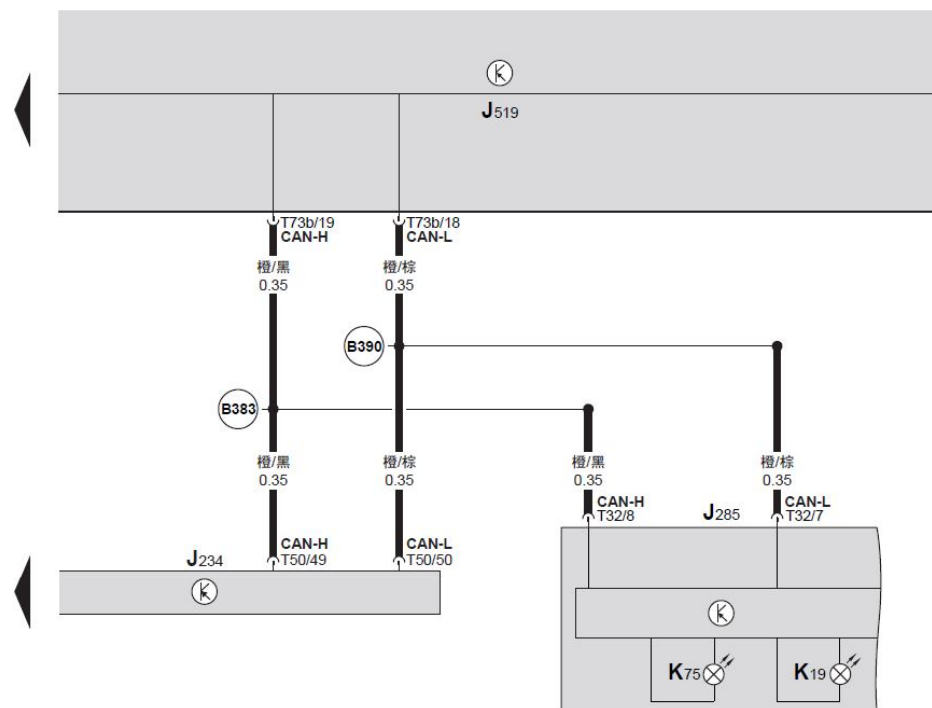 J519
T73b/19
CAN-H
T73b/18
CAN-L
橙/黑
0.35
橙/棕
0.35
B390
B383
橙/黑
0.35
橙/棕
0.35
橙/黑
0.35
橙/棕
0.35
CAN-H
T32/8
J285
CAN-L
T32/7
J234
CAN-H
T50/49
CAN-L
T50/50
K75
K19